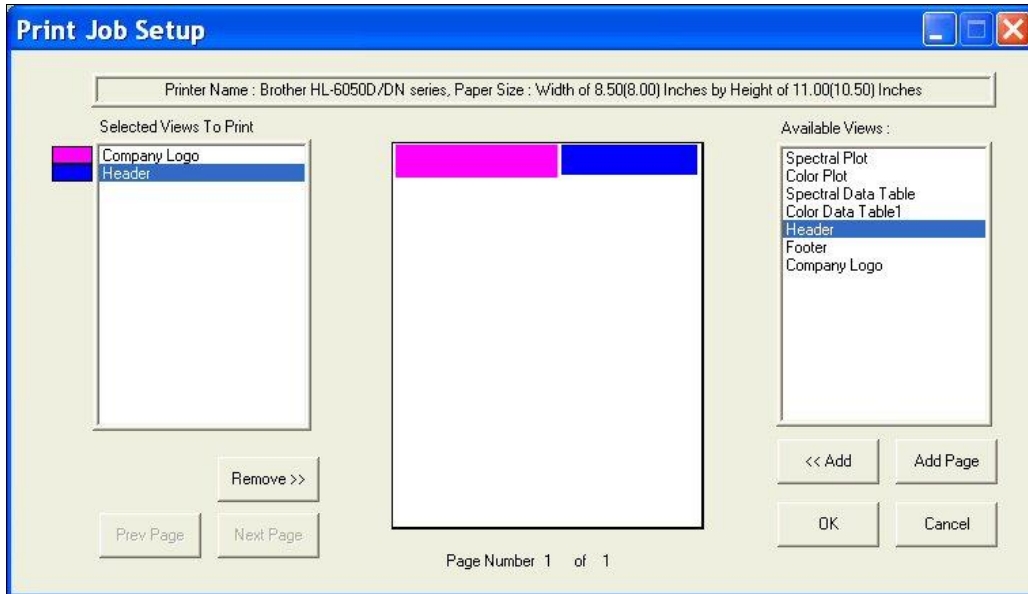 Print Job Setup
Printer Name : Brother HL-6050D/DN series, Paper Size : Width of 8.50(8.00) Inches by Height of 11.00(10.50) Inches
Selected Views To Print
Company Logo
Header
Available Views :
Spectral Plot
Color Plot
Spectral Data Table
Color Data Table1
Header
Footer
Company Logo
Remove >>
Prev Page
Next Page
<< Add
Add Page
OK
Cancel
Page Number 1 of 1